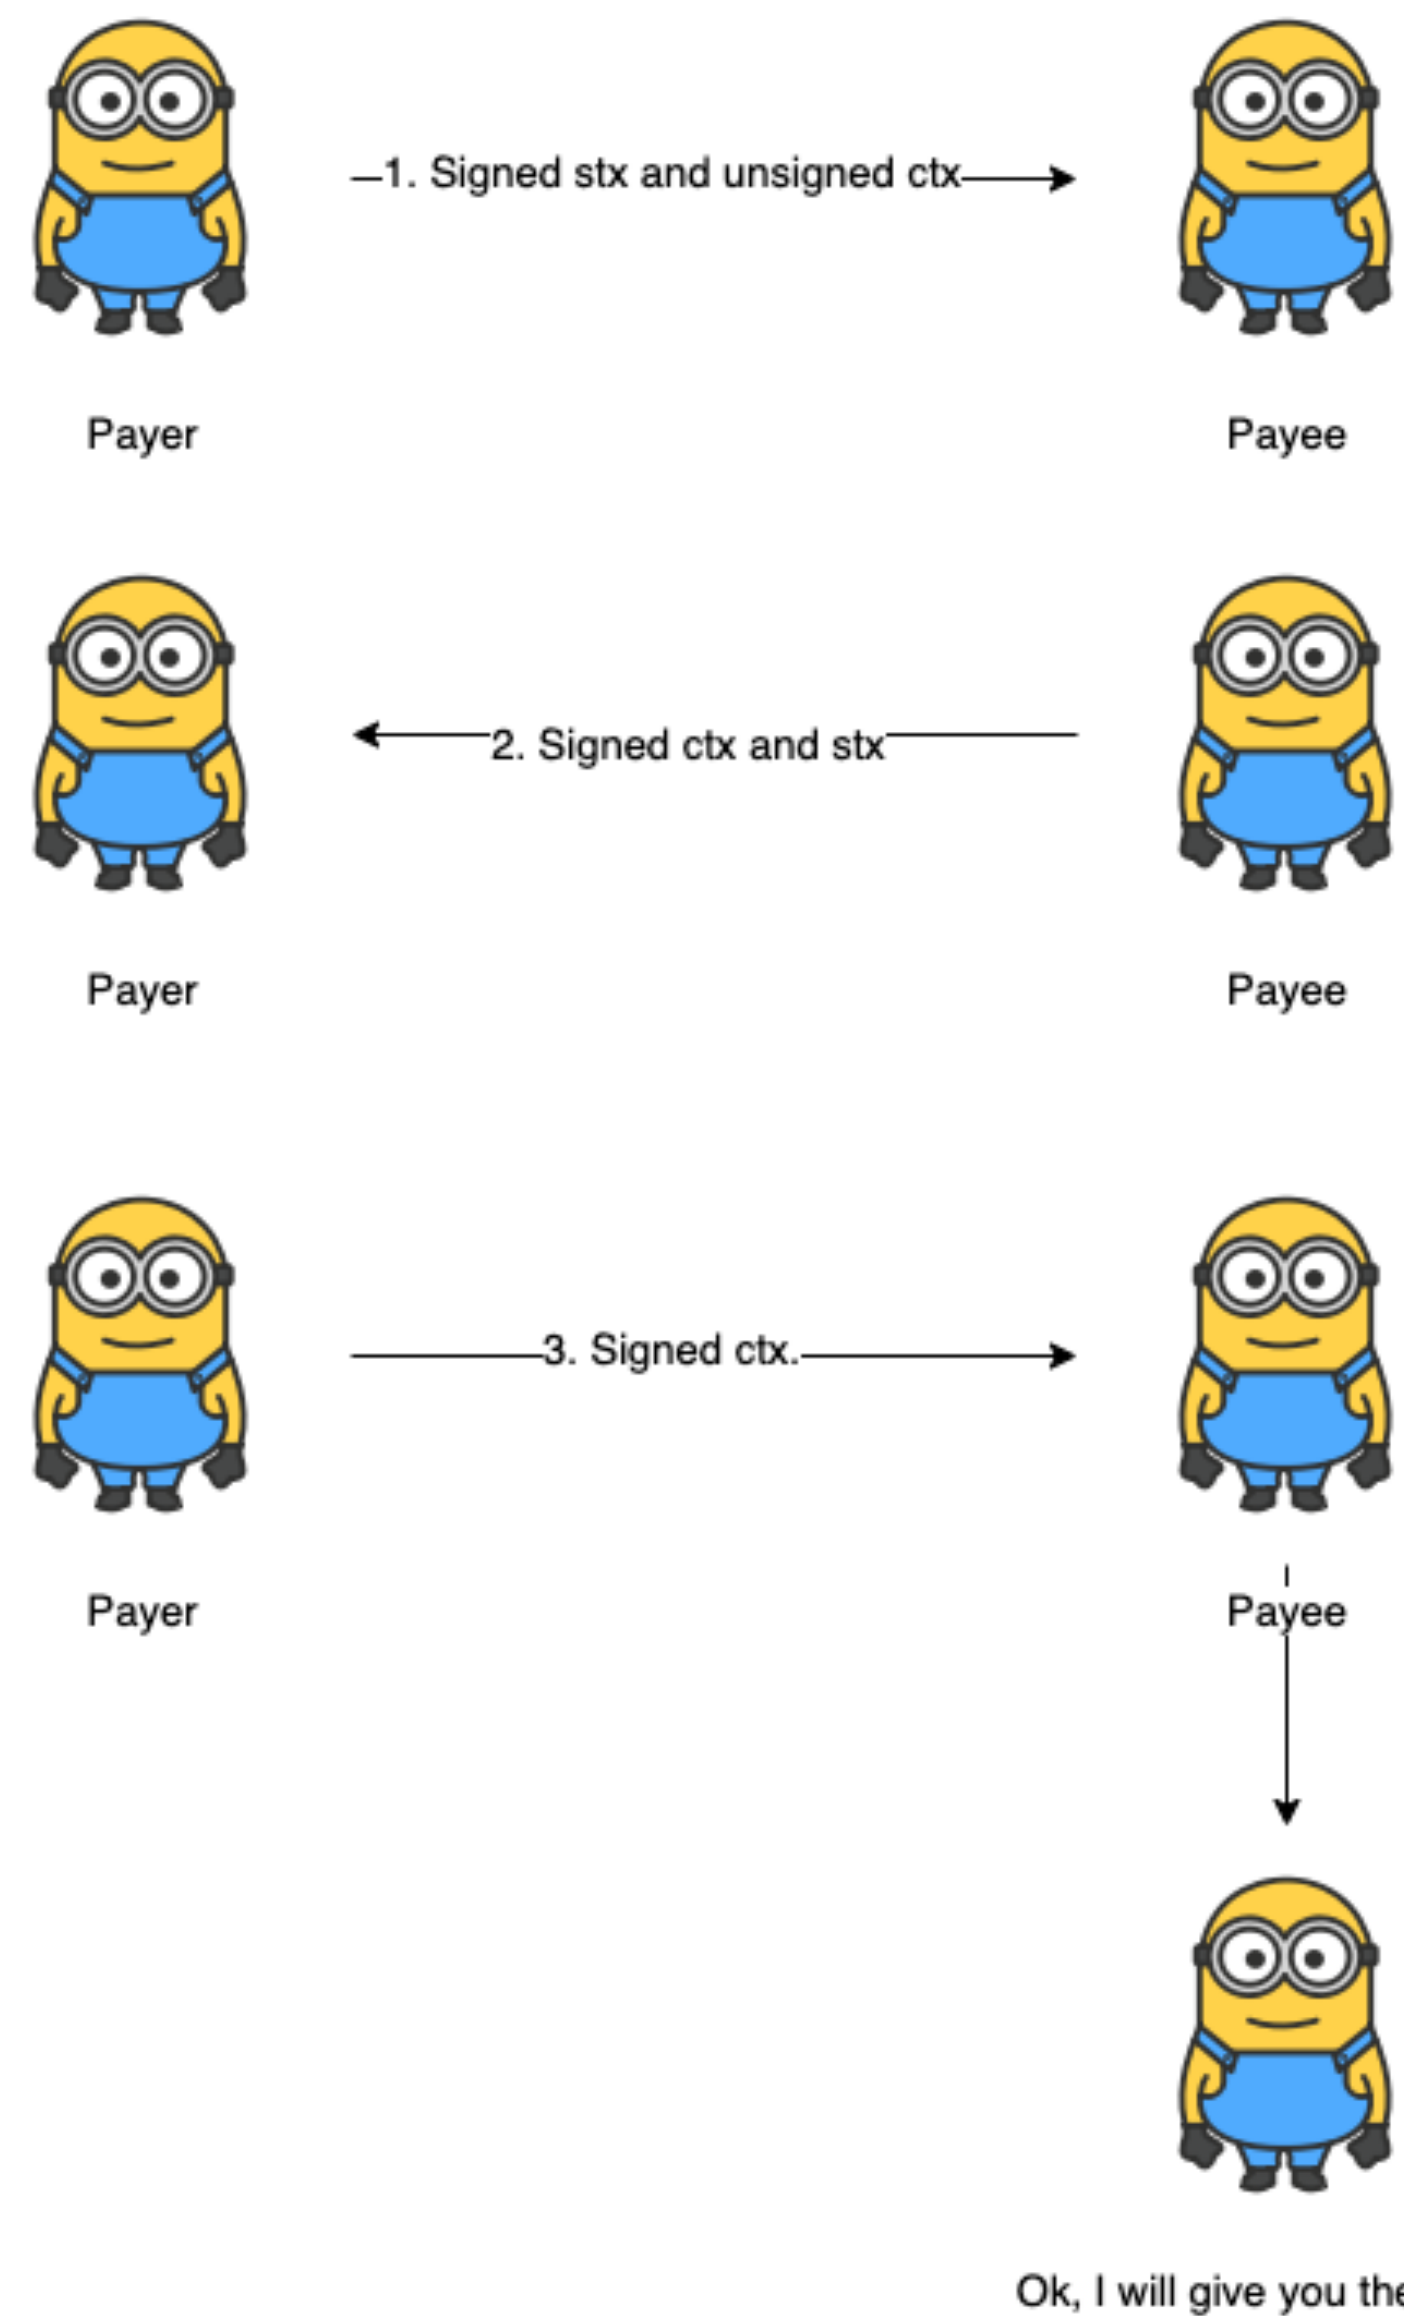 1. Signed stx and unsigned ctx
Payer
Payee
2. Signed ctx and stx
Payer
Payee
3. Signed ctx.
Payer
Payee
Ok, I will give you the